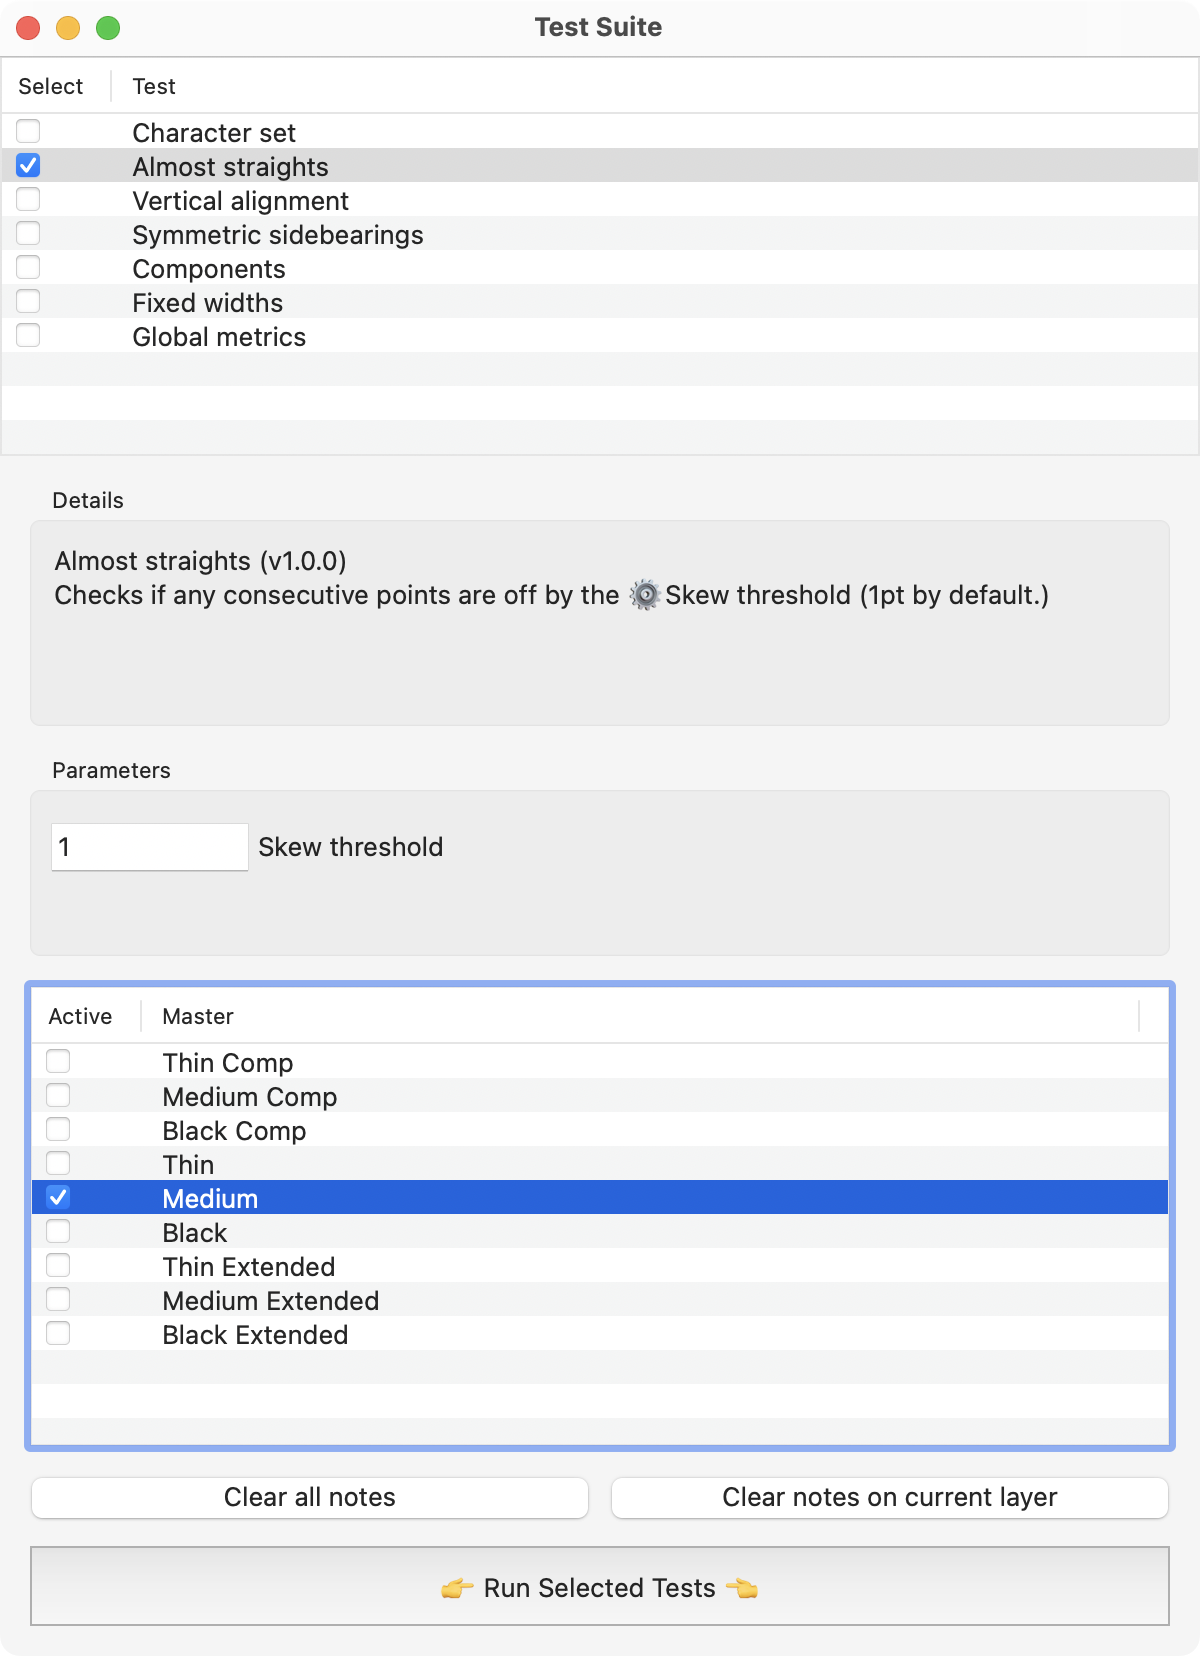 Test Suite
Select Test
Character set
Almost straights
Vertical alignment
Symmetric sidebearings
Components
Fixed widths
Global metrics
Details
Almost straights (v1.0.0)
Checks if any consecutive points are off by the ⚙️Skew threshold (1pt by default.)
Parameters
1 Skew threshold
Active Master
Thin Comp
Medium Comp
Black Comp
Thin
Medium
Black
Thin Extended
Medium Extended
Black Extended
Clear all notes Clear notes on current layer
👉 Run Selected Tests 👈